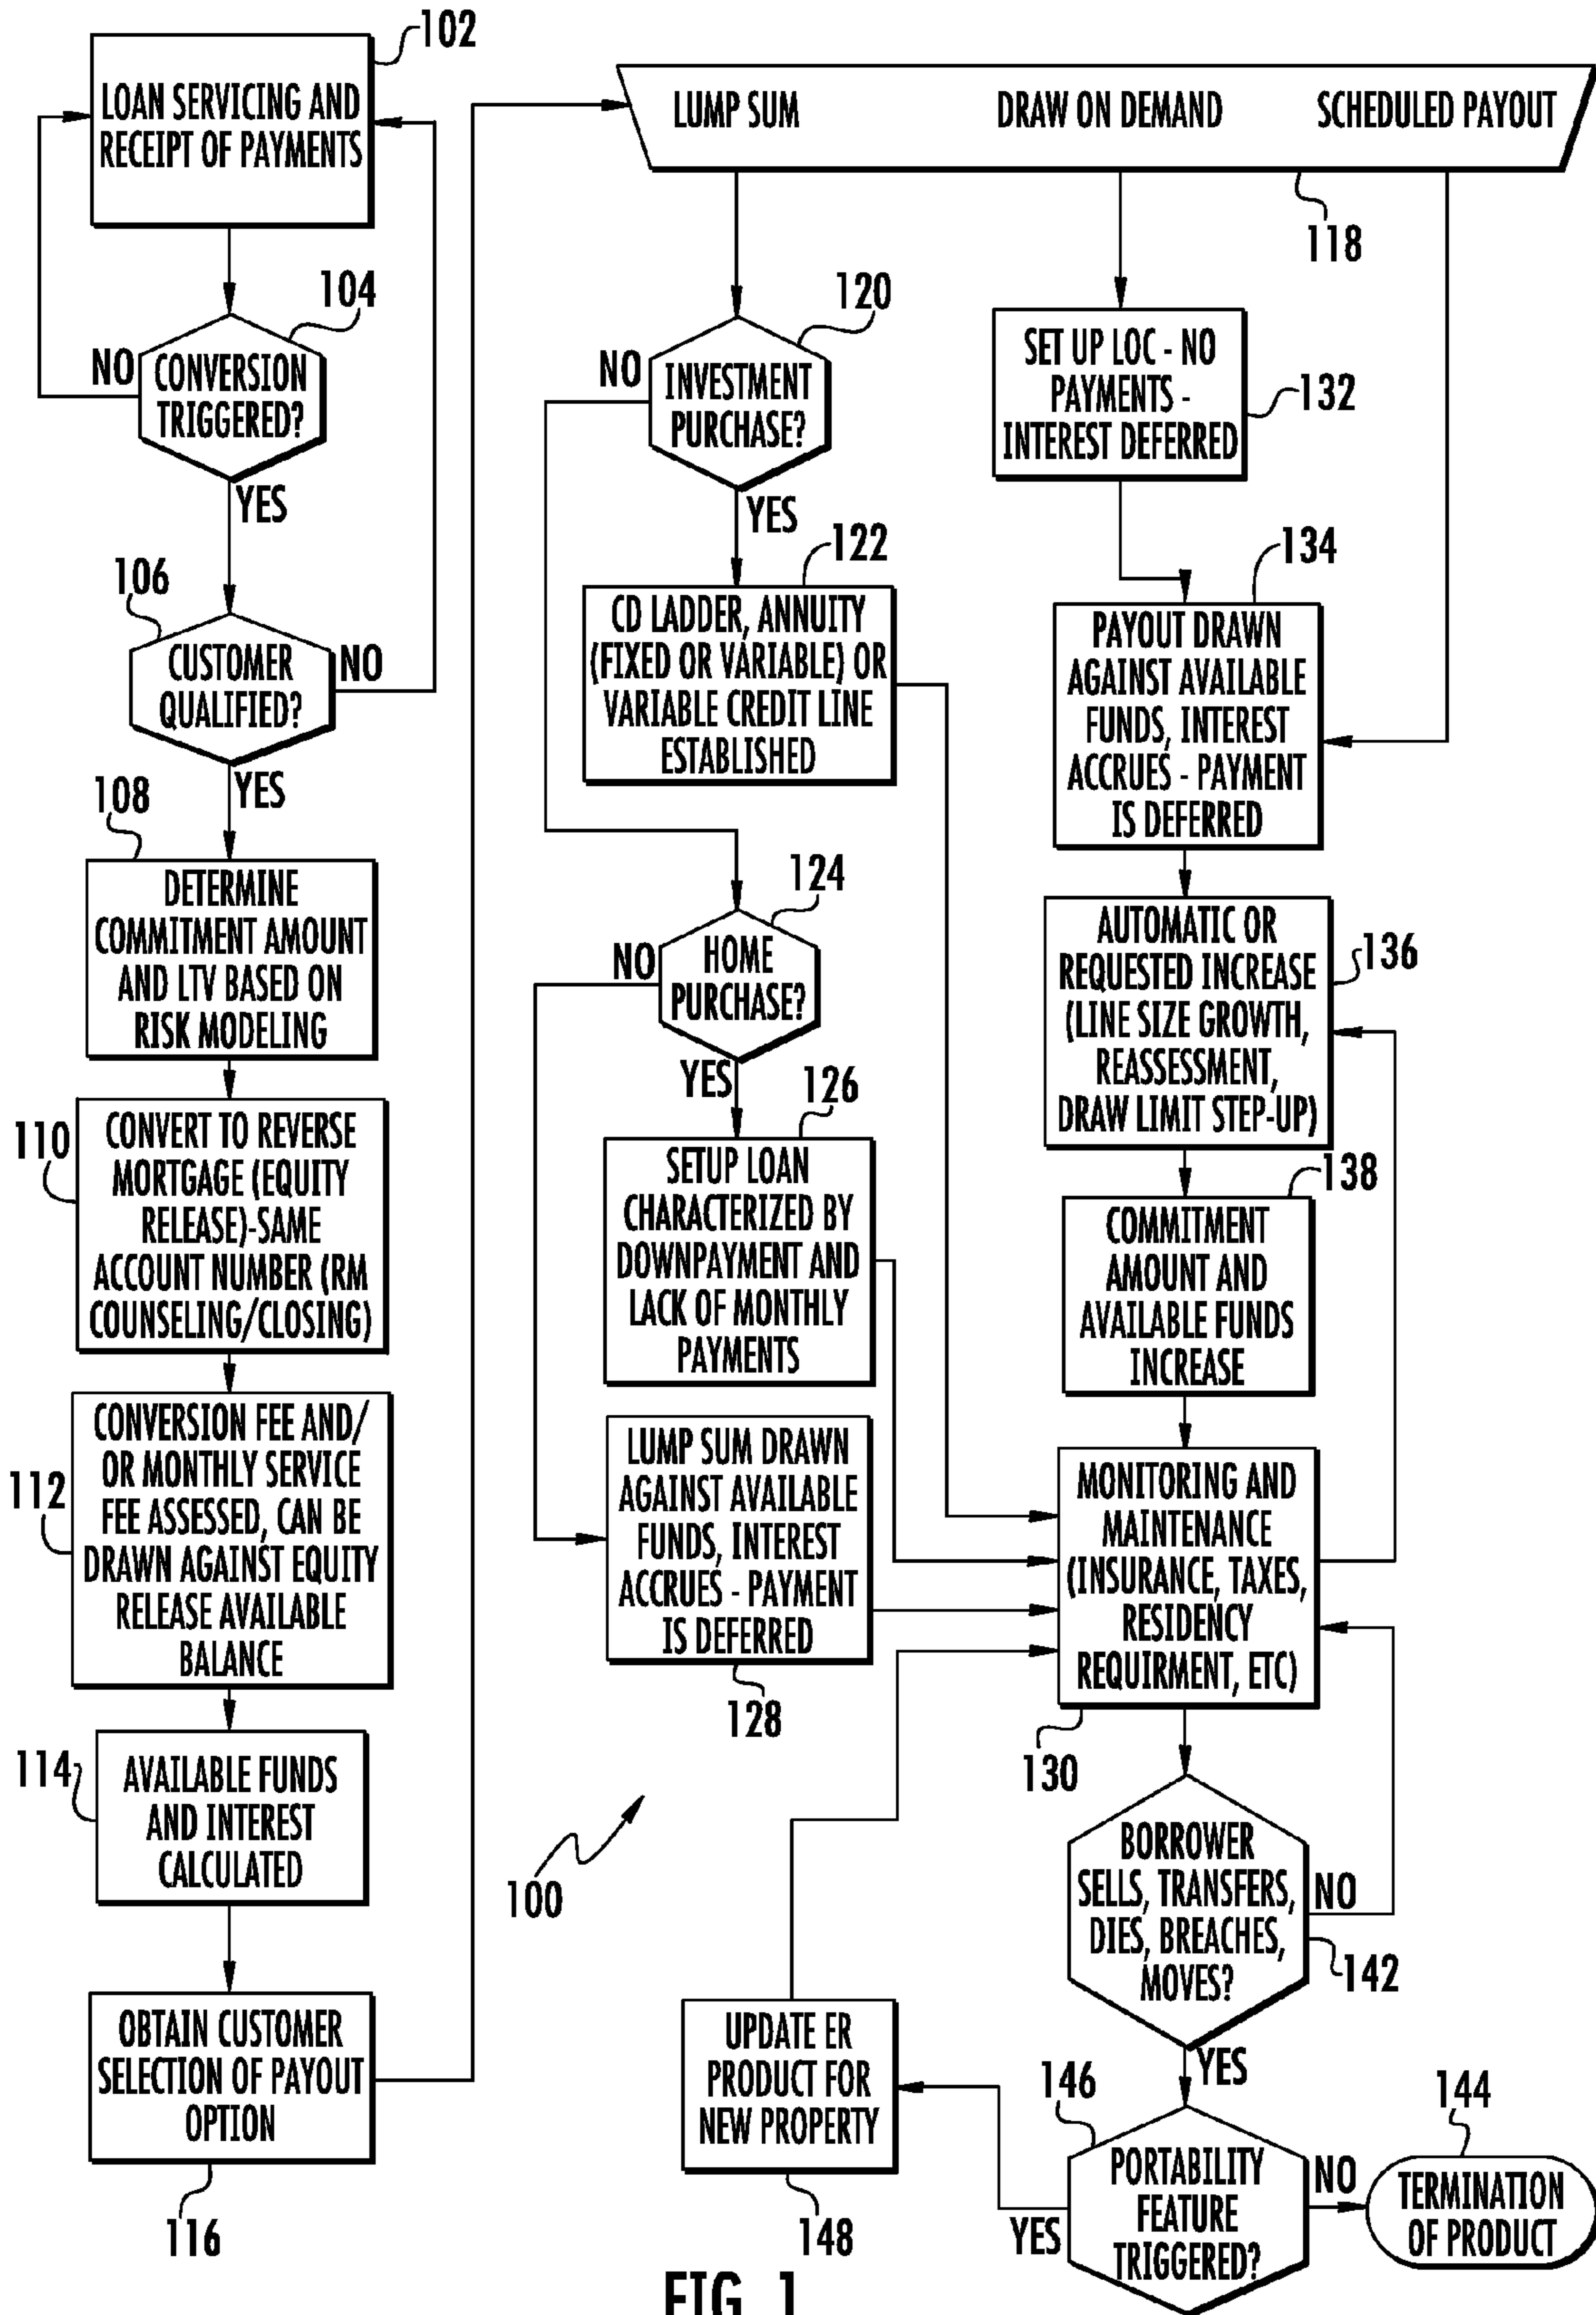 102
LOAN SERVICING AND
RECEIPT OF PAYMENTS
104
NO
CONVERSION
TRIGGERED?
YES
106
CUSTOMER
QUALIFIED?
NO
YES
108
DETERMINE
COMMITMENT AMOUNT
AND LTV BASED ON
RISK MODELING
110
CONVERT TO REVERSE
MORTGAGE (EQUITY
RELEASE)-SAME
ACCOUNT NUMBER (RM
COUNSELING/CLOSING)
112
CONVERSION FEE AND/
OR MONTHLY SERVICE
FEE ASSESSED, CAN BE
DRAWN AGAINST EQUITY
RELEASE AVAILABLE
BALANCE
114
AVAILABLE FUNDS
AND INTEREST
CALCULATED
OBTAIN CUSTOMER
SELECTION OF PAYOUT
OPTION
116
LUMP SUM DRAW ON DEMAND SCHEDULED PAYOUT
118
120
NO
INVESTMENT
PURCHASE?
YES
122
CD LADDER, ANNUITY
(FIXED OR VARIABLE) OR
VARIABLE CREDIT LINE
ESTABLISHED
124
NO
HOME
PURCHASE?
YES
126
SETUP LOAN
CHARACTERIZED BY
DOWNPAYMENT AND
LACK OF MONTHLY
PAYMENTS
LUMP SUM DRAWN
AGAINST AVAILABLE
FUNDS, INTEREST
ACCRUES - PAYMENT
IS DEFERRED
128
SET UP LOC - NO
PAYMENTS -
INTEREST DEFERRED
132
134
PAYOUT DRAWN
AGAINST AVAILABLE
FUNDS, INTEREST
ACCRUES - PAYMENT
IS DEFERRED
AUTOMATIC OR
REQUESTED INCREASE
(LINE SIZE GROWTH,
REASSESSMENT,
DRAW LIMIT STEP-UP)
136
138
COMMITMENT
AMOUNT AND
AVAILABLE FUNDS
INCREASE
MONITORING AND
MAINTENANCE
(INSURANCE, TAXES,
RESIDENCY
REQUIRMENT, ETC)
130
BORROWER
SELLS, TRANSFERS,
DIES, BREACHES,
MOVES?
NO
142
YES
146
PORTABILITY
FEATURE
TRIGGERED?
YES
NO
144
TERMINATION
OF PRODUCT
UPDATE ER
PRODUCT FOR
NEW PROPERTY
148
100
FIG. 1